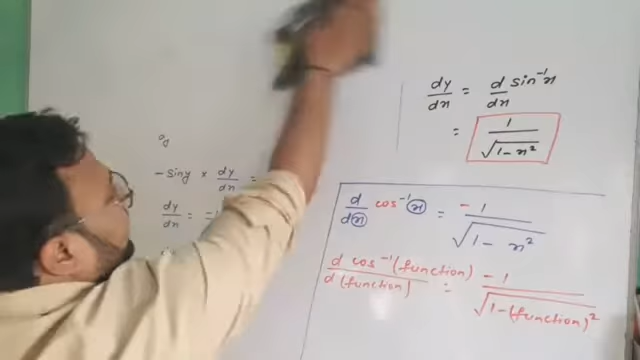 dy/dx = d/dx sin⁻¹x
= 1/√(1-x²)
-siny × dy/dx =
dy/dx =
d/dx cos⁻¹x = -1/√(1-x²)
d cos⁻¹(function)/d(function) = -1/√(1-(function)²)